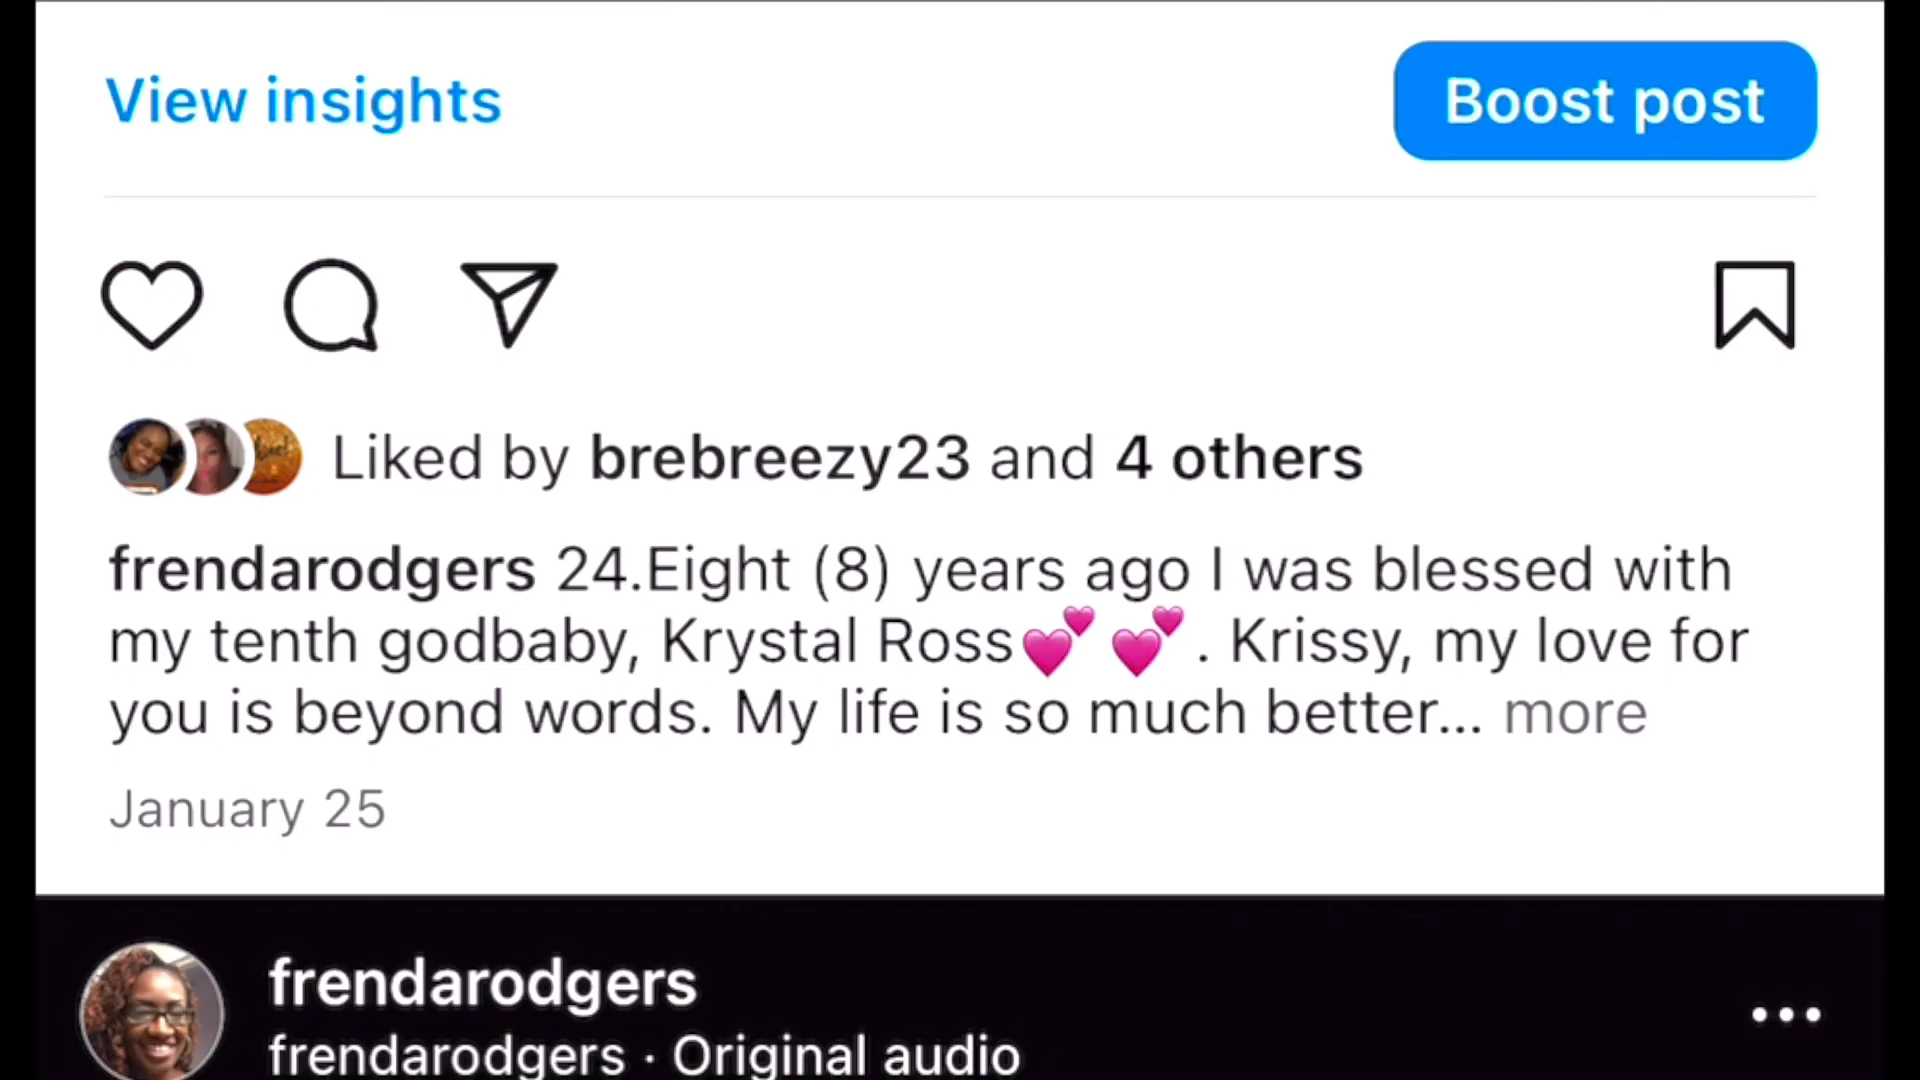 View insights
Boost post
Liked by brebreezy23 and 4 others
frendarodgers 24.Eight (8) years ago I was blessed with
my tenth godbaby, Krystal Ross💕 💕 . Krissy, my love for
you is beyond words. My life is so much better... more
January 25
frendarodgers
frendarodgers · Original audio